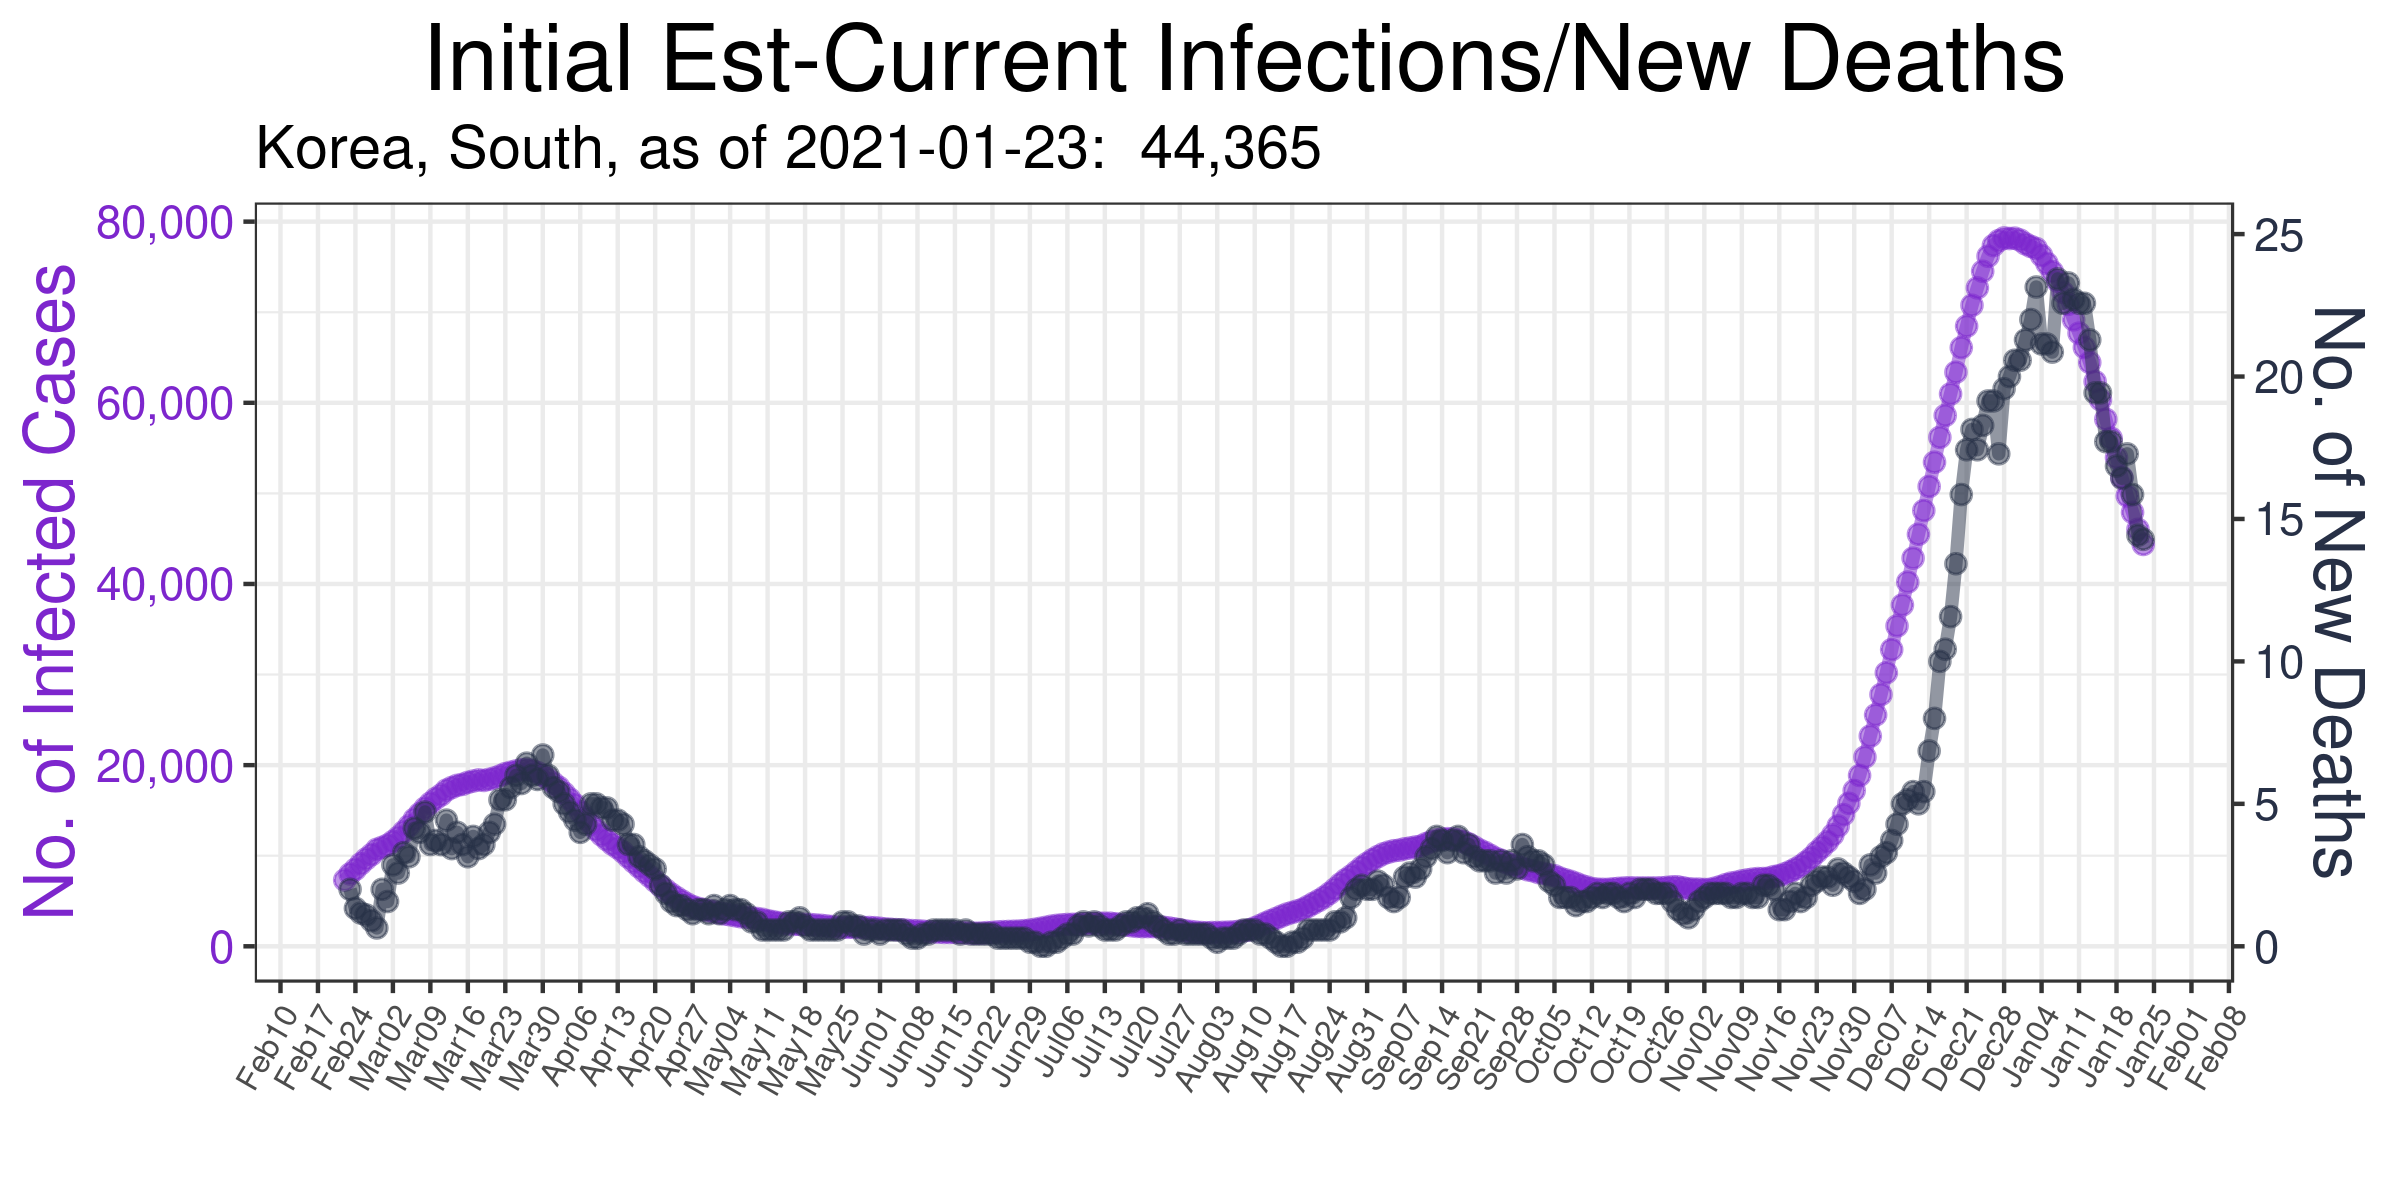 Initial Est-Current Infections/New Deaths
Korea, South, as of 2021-01-23:  44,365
No. of Infected Cases
80,000
60,000
40,000
20,000
0
25
20
15
10
5
0
No. of New Deaths
Feb10
Feb17
Feb24
Mar02
Mar09
Mar16
Mar23
Mar30
Apr06
Apr13
Apr20
Apr27
May04
May11
May18
May25
Jun01
Jun08
Jun15
Jun22
Jun29
Jul06
Jul13
Jul20
Jul27
Aug03
Aug10
Aug17
Aug24
Aug31
Sep07
Sep14
Sep21
Sep28
Oct05
Oct12
Oct19
Oct26
Nov02
Nov09
Nov16
Nov23
Nov30
Nov07
Dec14
Dec21
Dec28
Dec28
Jan04
Jan11
Jan18
Jan25
Feb01
Feb08